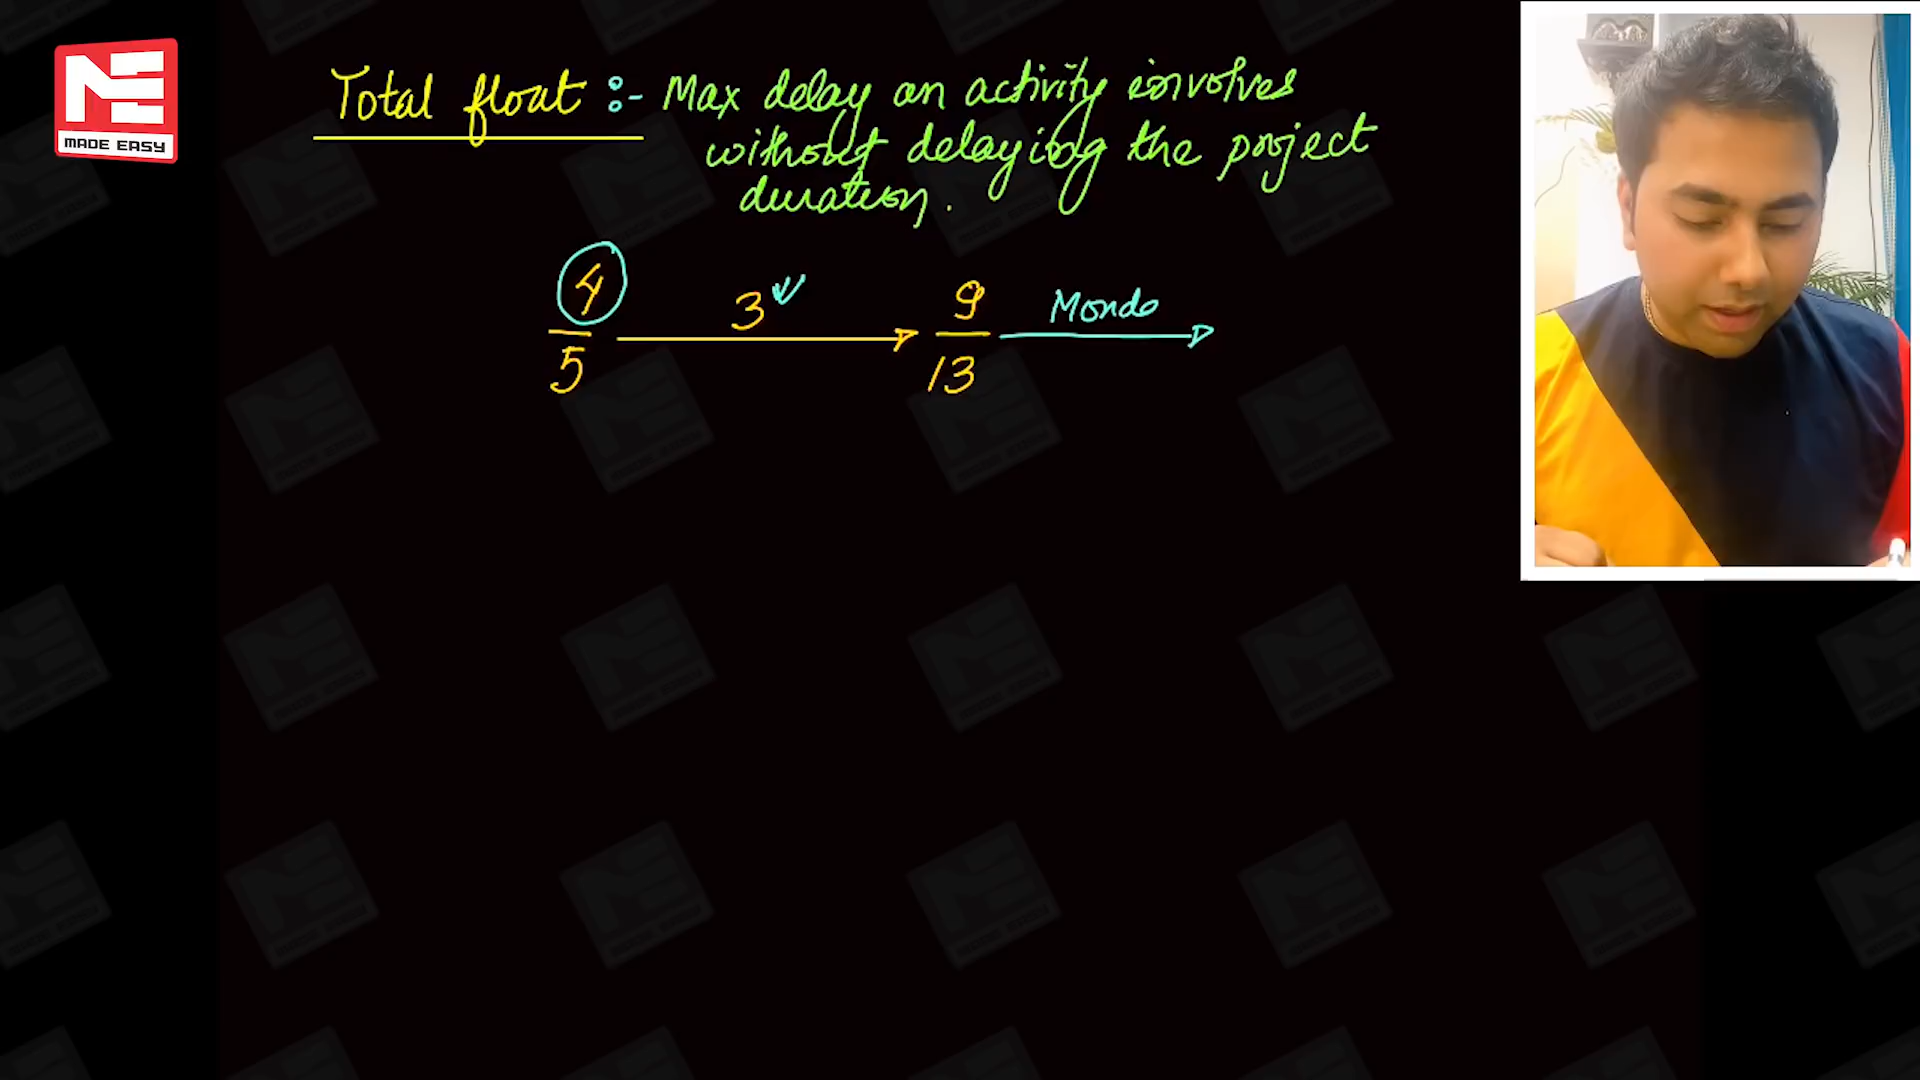 MADE EASY
Total float :- Max delay an activity involves
without delaying the project
duration.
4 3 9 Mondo
5 13